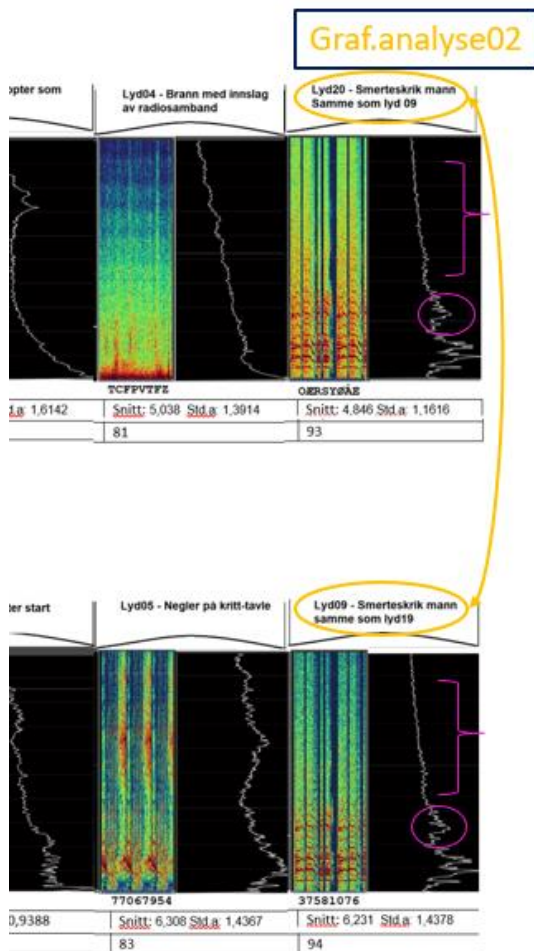 Graf.analyse02
opter som
Lyd04 - Brann med innslag
av radiosamband
Lyd20 - Smerteskrik mann
Samme som lyd 09
TCFPVTFZ
OÆRSYØÅE
d.a: 1,6142
Snitt: 5,038 Std.a: 1,3914
Snitt: 4,846 Std.a: 1,1616
81
93
ter start
Lyd05 - Negler på kritt-tavle
Lyd09 - Smerteskrik mann
samme som lyd19
77067954
37581076
0,9388
Snitt: 6,308 Std.a: 1,4367
Snitt: 6,231 Std.a: 1,4378
83
94